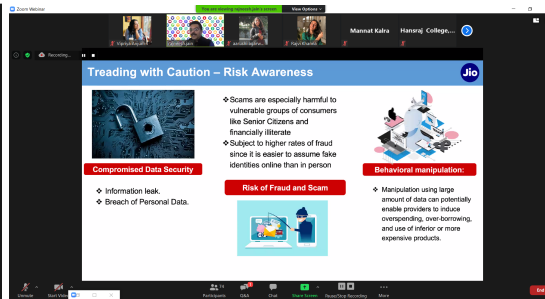 Zoom Webinar
You are viewing rajneesh jain's screen
View Options
Mannat Kalra
Hansraj College,...
Recording...
Treading with Caution – Risk Awareness
Jio
Compromised Data Security
❖ Information leak.
❖ Breach of Personal Data.
❖Scams are especially harmful to
vulnerable groups of consumers
like Senior Citizens and
financially illiterate
❖Subject to higher rates of fraud
since it is easier to assume fake
identities online than in person
Risk of Fraud and Scam
Behavioral manipulation:
❖ Manipulation using large
amount of data can potentially
enable providers to induce
overspending, over-borrowing,
and use of inferior or more
expensive products.
Unmute
Start Video
Participants
Q&A
Chat
Share Screen
Pause/Stop Recording
More
End